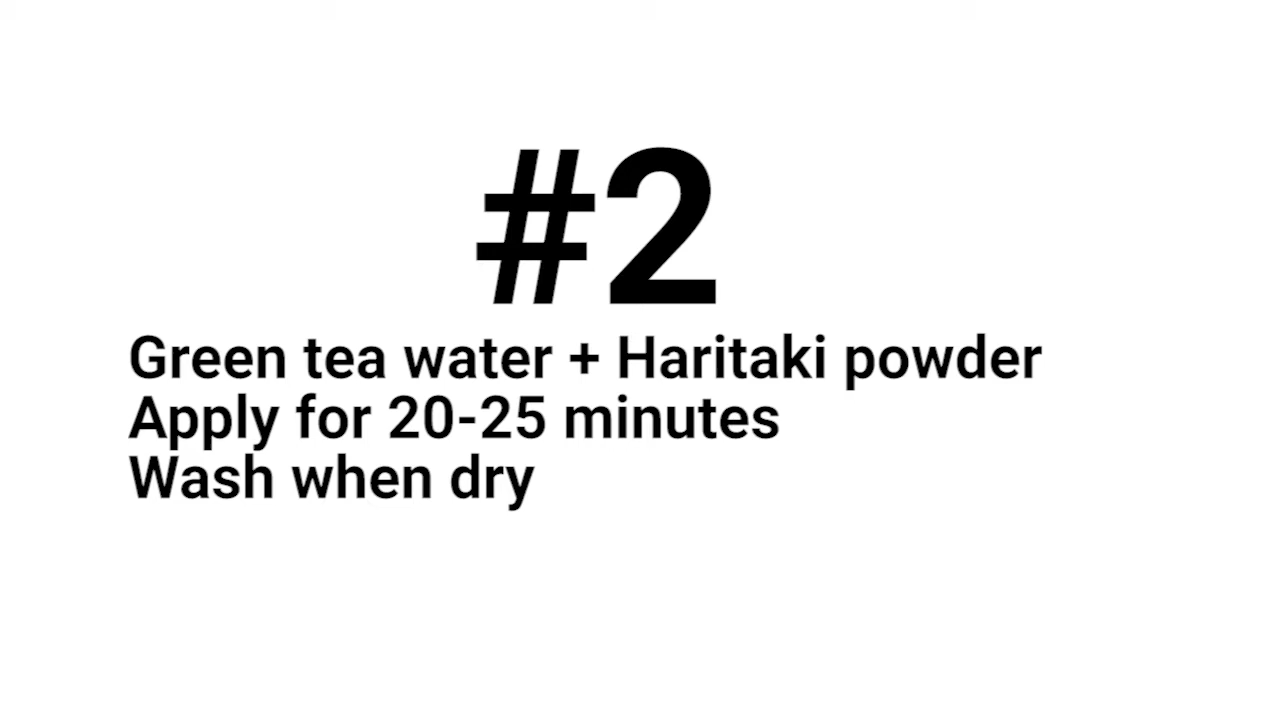 #2
Green tea water + Haritaki powder
Apply for 20-25 minutes
Wash when dry